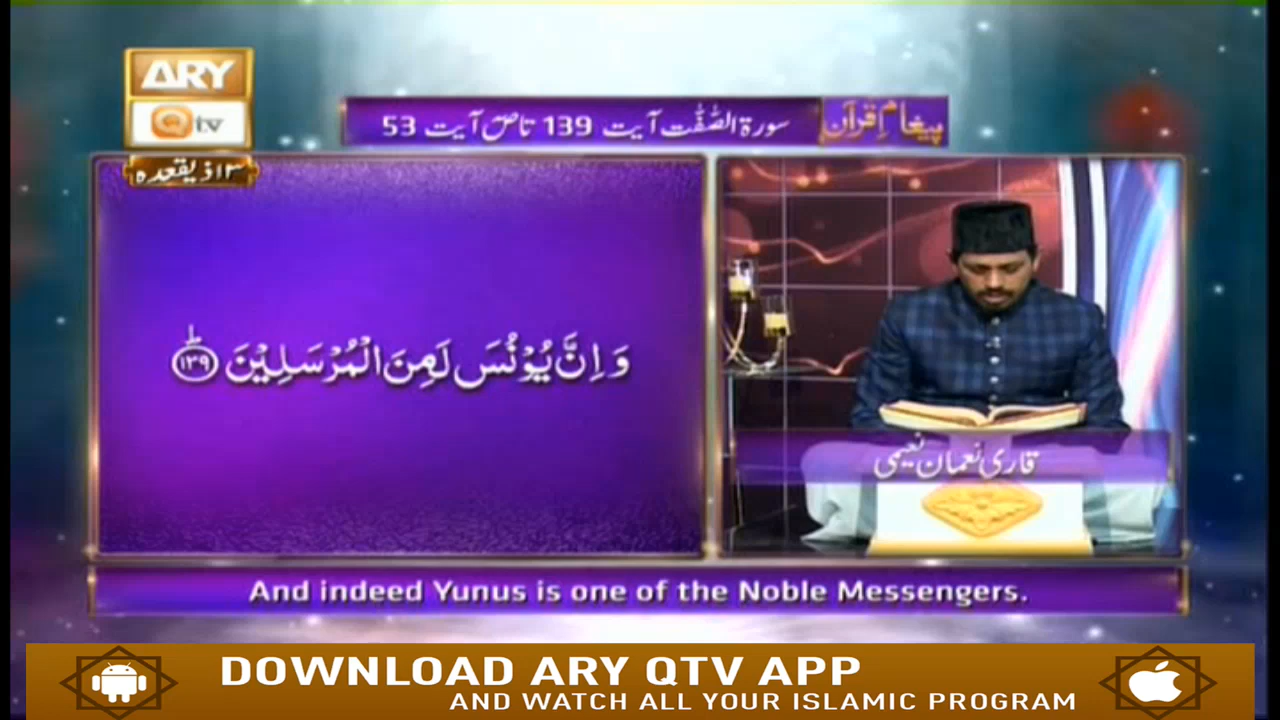 ARY
Qtv
۱۳ ذیقعدہ
پیغامِ قرآن
سورۃ الصّٰفّٰت آیت 139 تا صٓ آیت 53
وَ اِنَّ یُوْنُسَ لَمِنَ الْمُرْسَلِیْنَ ﴿۱۳۹﴾ؕ
قاری نعمان نعیمی
And indeed Yunus is one of the Noble Messengers.
DOWNLOAD ARY QTV APP
AND WATCH ALL YOUR ISLAMIC PROGRAM